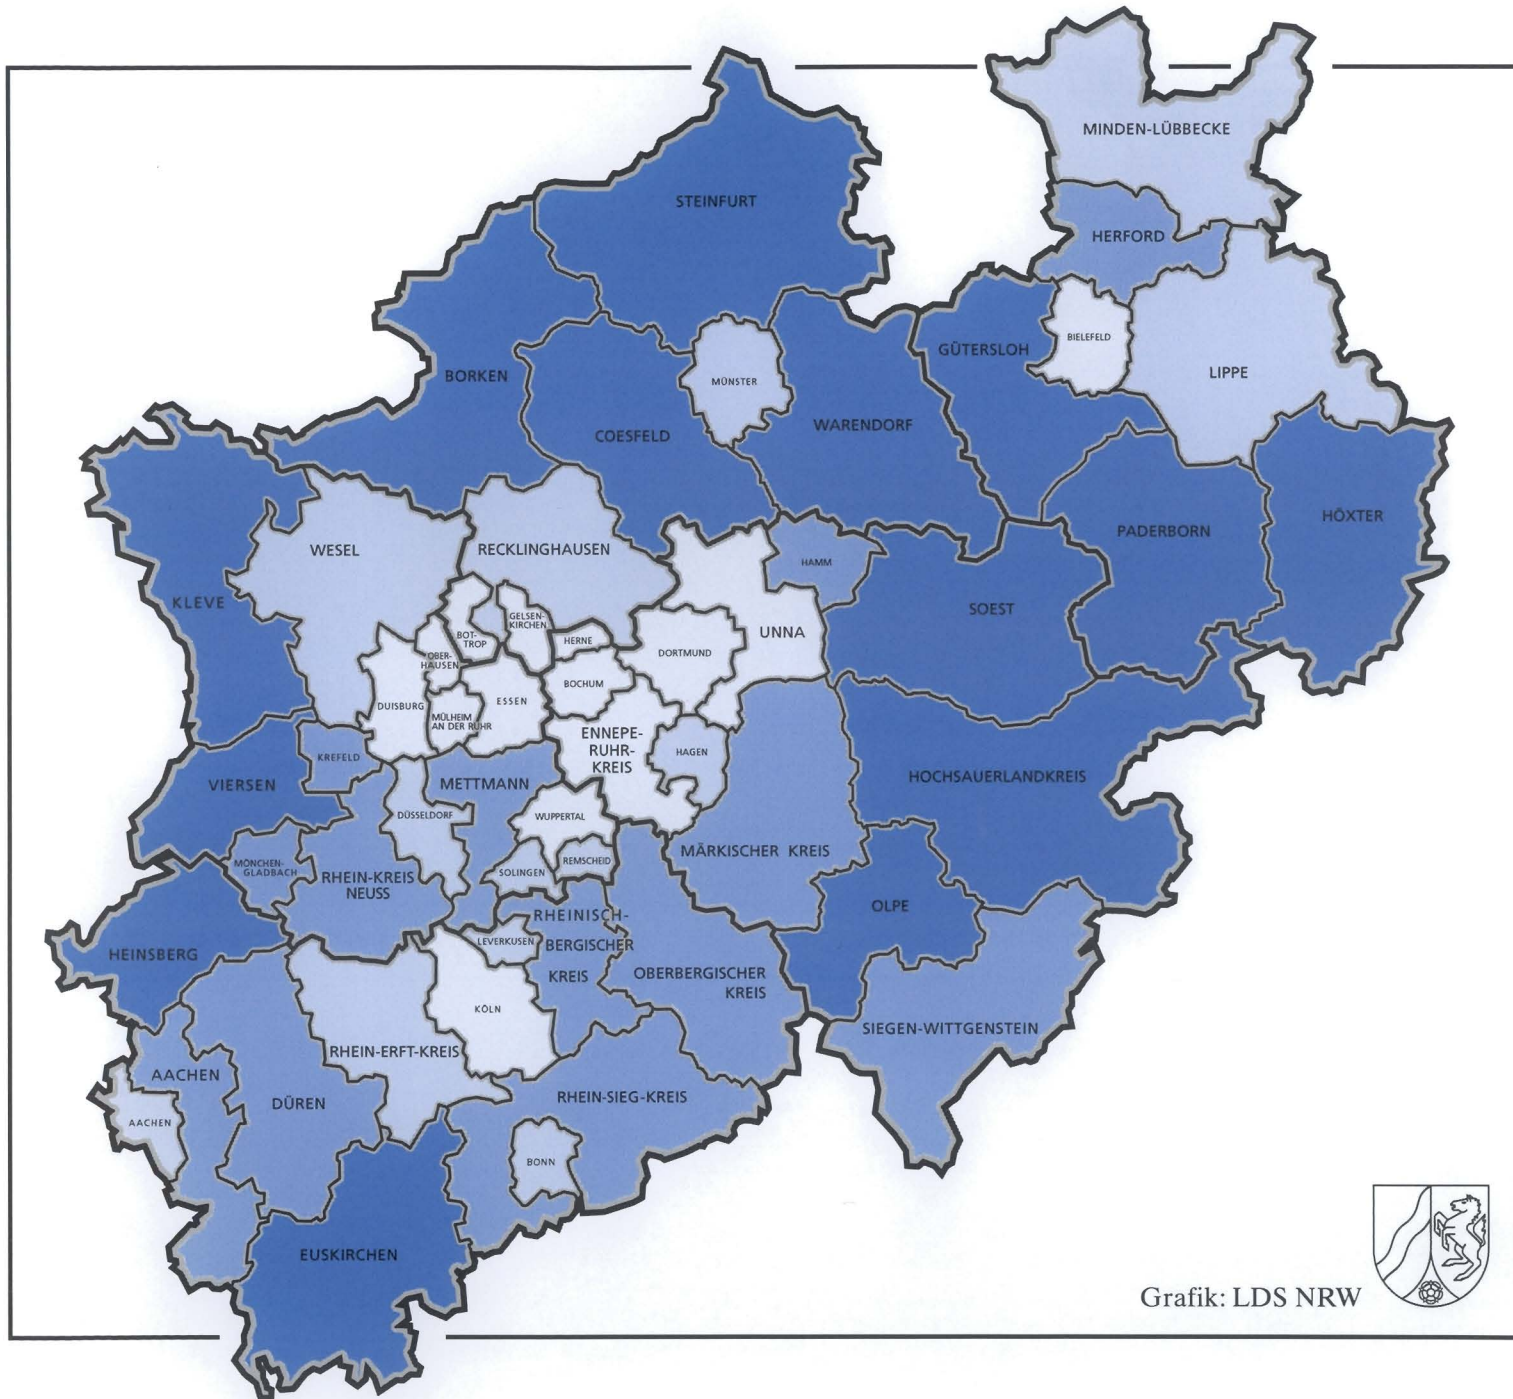 MINDEN-LÜBBECKE
STEINFURT
HERFORD
BIELEFELD
GÜTERSLOH
LIPPE
BORKEN
MÜNSTER
COESFELD
WARENDORF
HÖXTER
PADERBORN
WESEL
RECKLINGHAUSEN
HAMM
KLEVE
SOEST
GELSEN-
KIRCHEN
BOT-
TROP
HERNE
UNNA
OBER-
HAUSEN
DORTMUND
BOCHUM
DUISBURG
ESSEN
MÜLHEIM
AN DER RUHR
ENNEPE-
RUHR-
KREIS
HAGEN
KREFELD
VIERSEN
METTMANN
HOCHSAUERLANDKREIS
DÜSSELDORF
WUPPERTAL
MÖNCHEN-
GLADBACH
RHEIN-KREIS
NEUSS
SOLINGEN
REMSCHEID
MÄRKISCHER KREIS
OLPE
RHEINISCH-
BERGISCHER
KREIS
LEVERKUSEN
HEINSBERG
OBERBERGISCHER
KREIS
KÖLN
SIEGEN-WITTGENSTEIN
RHEIN-ERFT-KREIS
AACHEN
DÜREN
RHEIN-SIEG-KREIS
AACHEN
BONN
EUSKIRCHEN
Grafik: LDS NRW